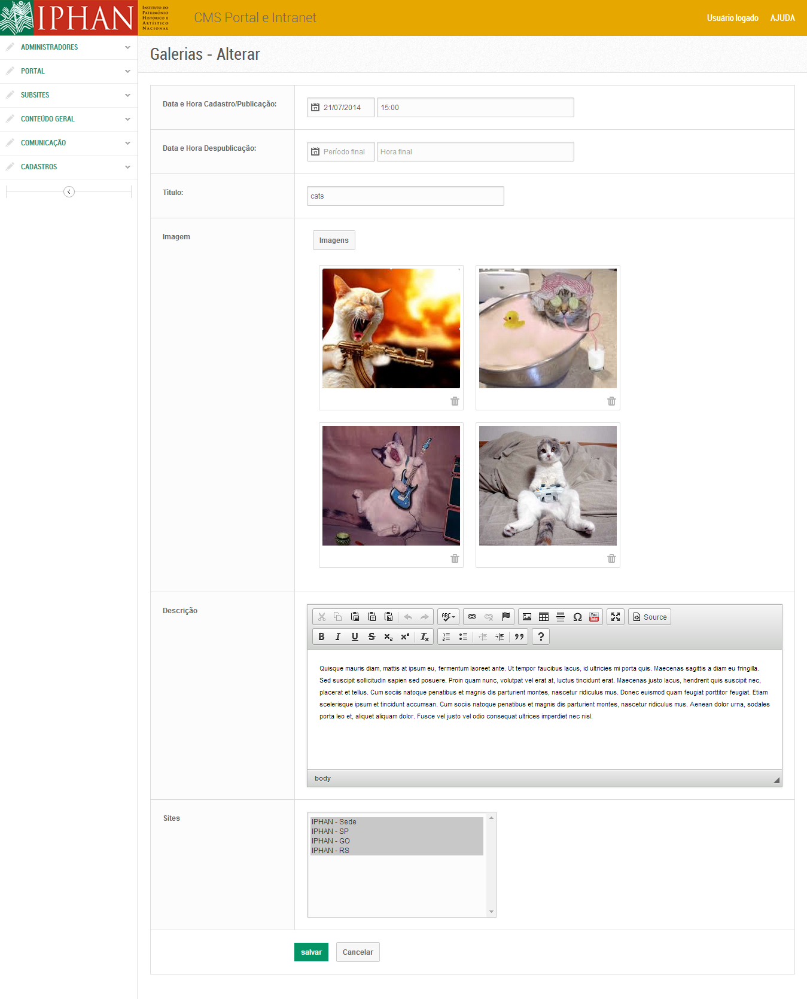 IPHAN
INSTITUTO DO
PATRIMÔNIO
HISTÓRICO E
ARTÍSTICO
NACIONAL
CMS Portal e Intranet
Usuário logado
AJUDA
ADMINISTRADORES
PORTAL
SUBSITES
CONTEÚDO GERAL
COMUNICAÇÃO
CADASTROS
Galerias - Alterar
Data e Hora Cadastro/Publicação:
17
21/07/2014
15:00
Data e Hora Despublicação:
17
Período final
Hora final
Título:
cats
Imagem
Imagens
Descrição
ABC
You
Tube
Source
B I U S x₂ x² Tx
?
Quisque mauris diam, mattis at ipsum eu, fermentum laoreet ante. Ut tempor faucibus lacus, id ultricies mi porta quis. Maecenas sagittis a diam eu fringilla.
Sed suscipit sollicitudin sapien sed posuere. Proin quam nunc, volutpat vel erat at, luctus tincidunt erat. Maecenas justo lacus, hendrerit quis suscipit nec,
placerat et tellus. Cum sociis natoque penatibus et magnis dis parturient montes, nascetur ridiculus mus. Donec euismod quam feugiat porttitor feugiat. Etiam
scelerisque ipsum et tincidunt accumsan. Cum sociis natoque penatibus et magnis dis parturient montes, nascetur ridiculus mus. Aenean dolor urna, sodales
porta leo et, aliquet aliquam dolor. Fusce vel justo vel odio consequat ultrices imperdiet nec nisl.
body
Sites
IPHAN - Sede
IPHAN - SP
IPHAN - GO
IPHAN - RS
salvar
Cancelar